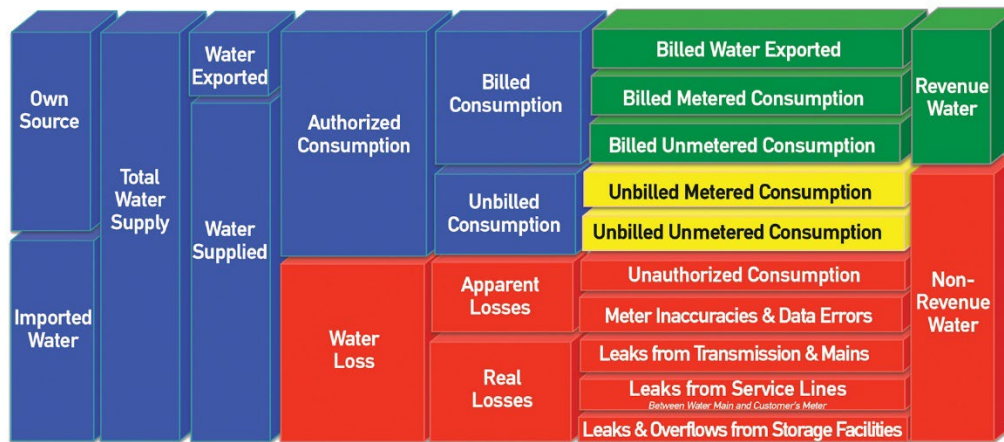 Own
Source
Imported
Water
Total
Water
Supply
Water
Exported
Water
Supplied
Authorized
Consumption
Water
Loss
Billed
Consumption
Unbilled
Consumption
Apparent
Losses
Real
Losses
Billed Water Exported
Billed Metered Consumption
Billed Unmetered Consumption
Unbilled Metered Consumption
Unbilled Unmetered Consumption
Unauthorized Consumption
Meter Inaccuracies & Data Errors
Leaks from Transmission & Mains
Leaks from Service Lines
Between Water Main and Customer's Meter
Leaks & Overflows from Storage Facilities
Revenue
Water
Non-
Revenue
Water